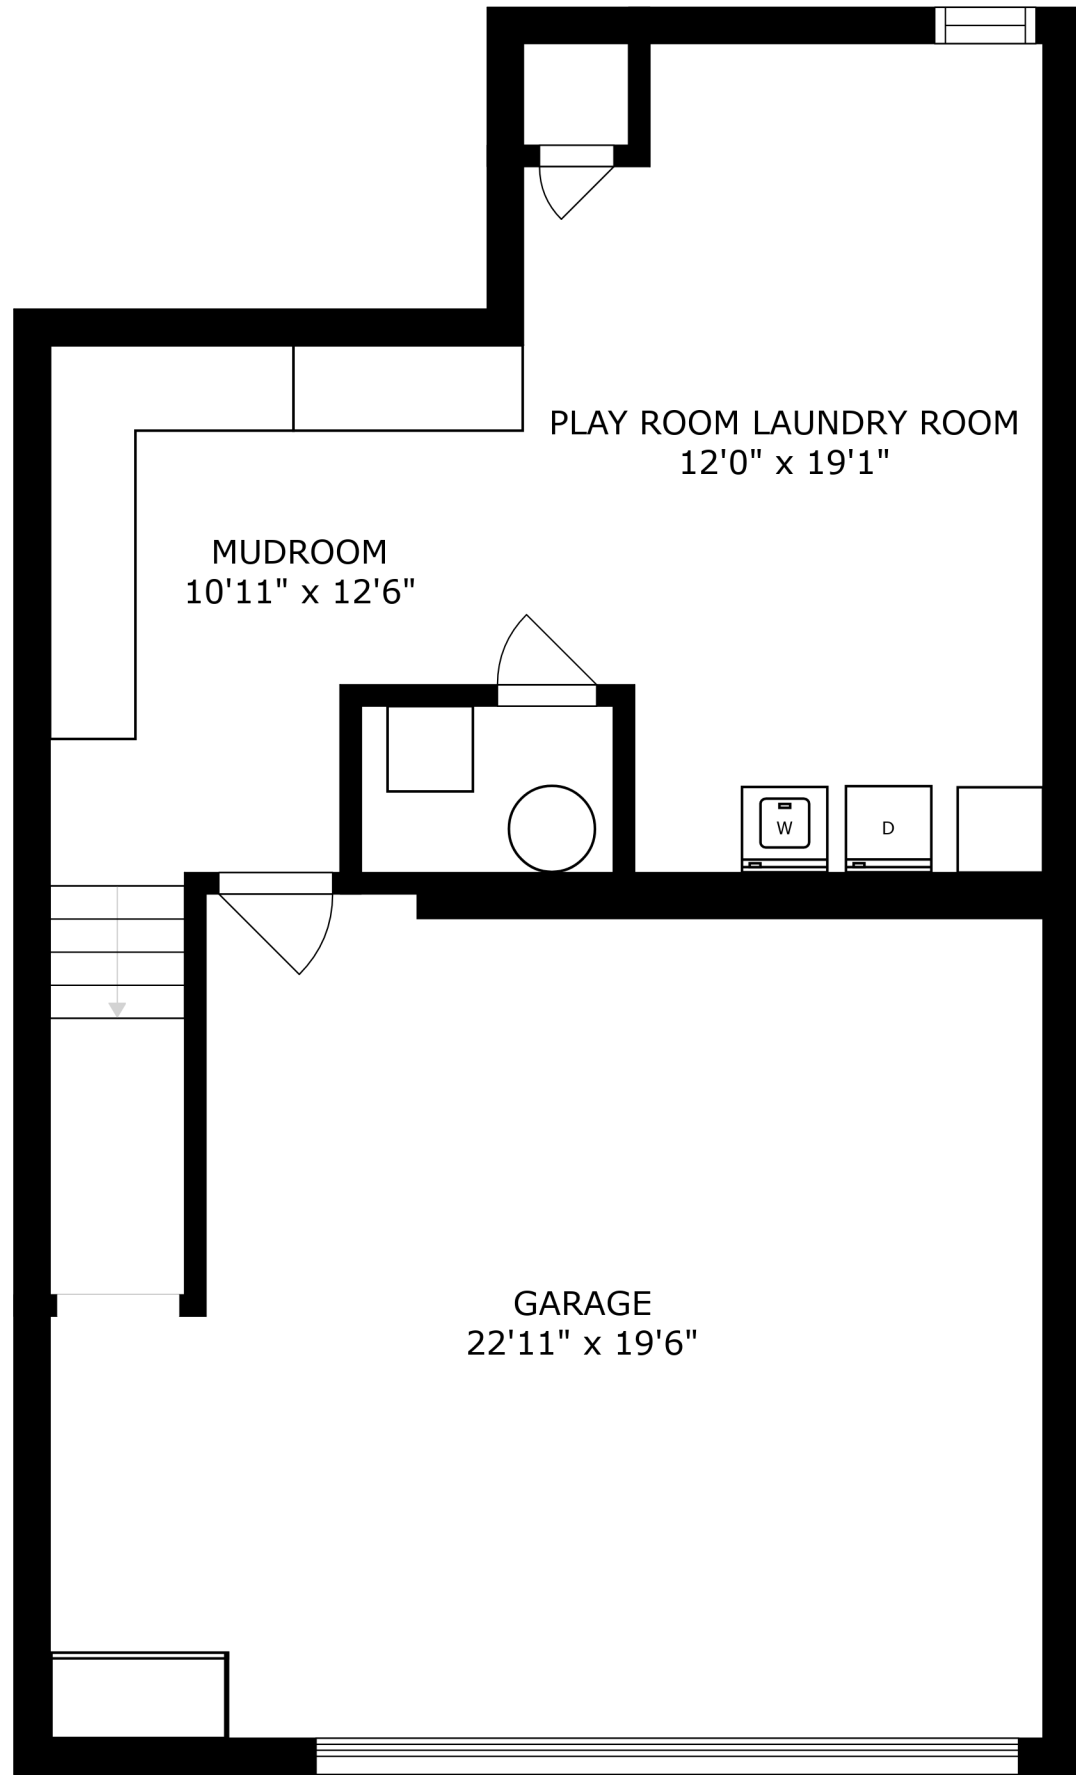 PLAY ROOM LAUNDRY ROOM
12'0" x 19'1"
MUDROOM
10'11" x 12'6"
W
D
GARAGE
22'11" x 19'6"